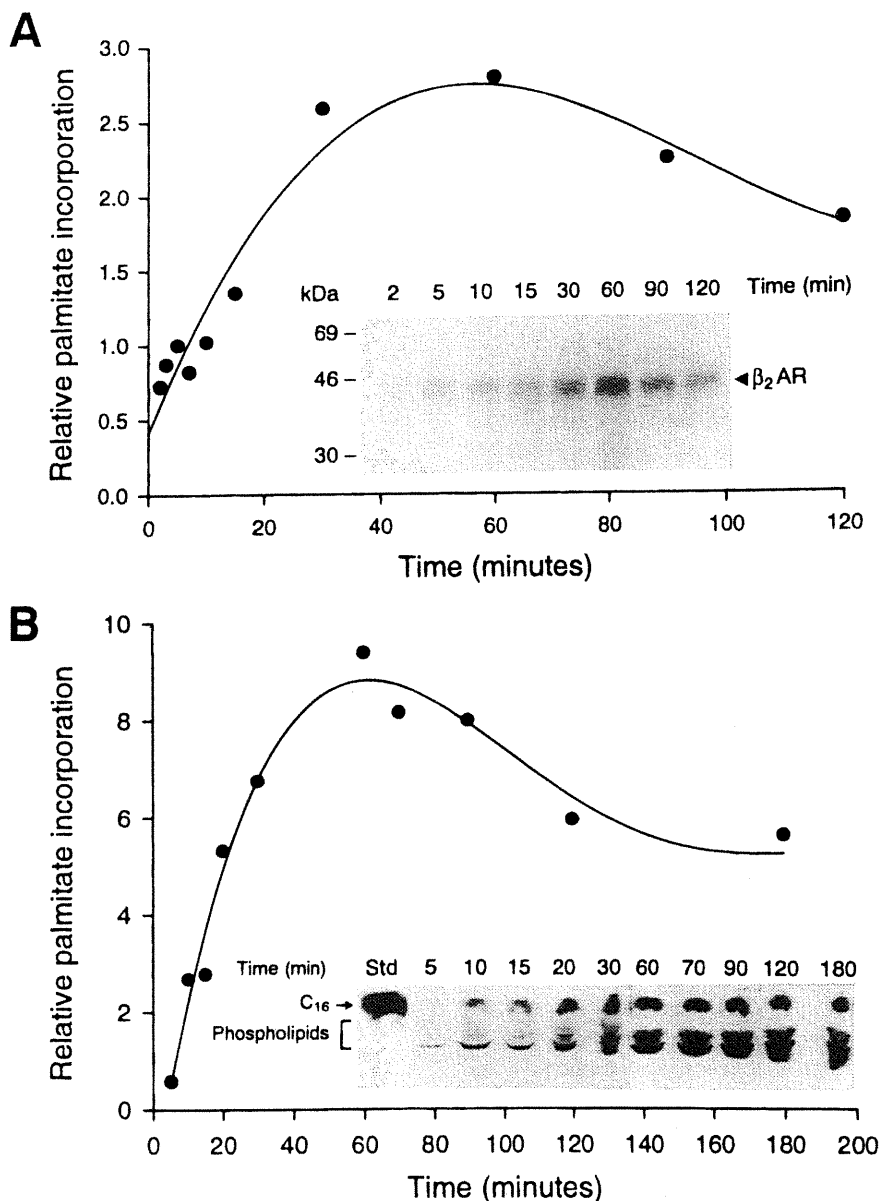 A
Relative palmitate incorporation
3.0
2.5
2.0
1.5
1.0
0.5
0.0
kDa 2 5 10 15 30 60 90 120 Time (min)
69 –
46 –
30 –
◄ β₂AR
0 20 40 60 80 100 120
Time (minutes)
B
Relative palmitate incorporation
10
8
6
4
2
0
Time (min) Std 5 10 15 20 30 60 70 90 120 180
C₁₆ →
Phospholipids
0 20 40 60 80 100 120 140 160 180 200
Time (minutes)